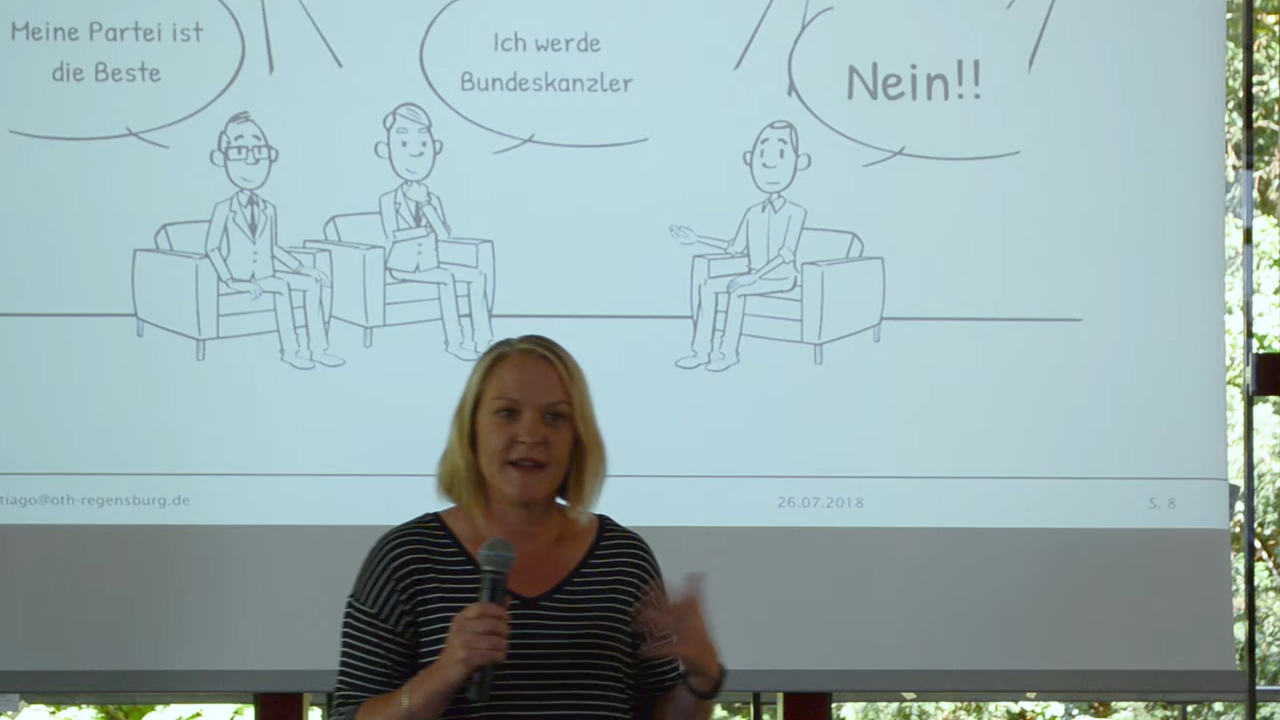 Meine Partei ist
die Beste
Ich werde
Bundeskanzler
Nein!!
tiago@oth-regensburg.de 26.07.2018 S. 8